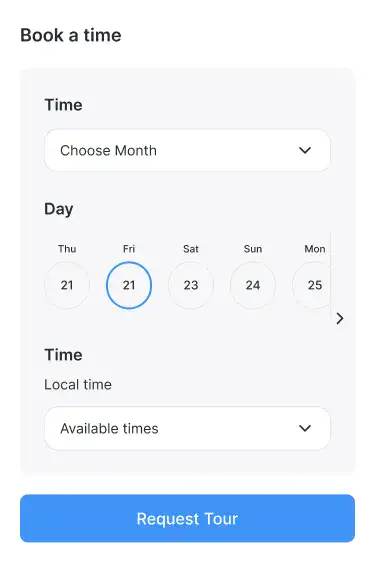 Book a time
Time
Choose Month
Day
Thu Fri Sat Sun Mon
21 21 23 24 25
Time
Local time
Available times
Request Tour